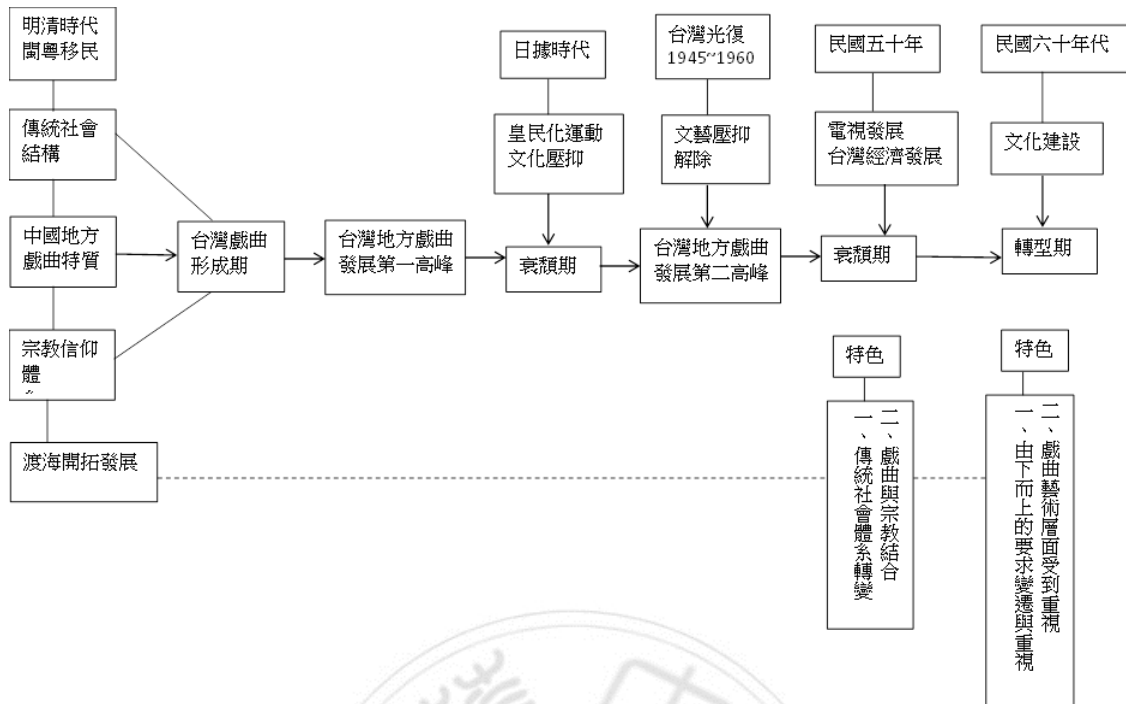 明清時代
閩粵移民
傳統社會
結構
中國地方
戲曲特質
宗教信仰
體
渡海開拓發展
台灣戲曲
形成期
台灣地方戲曲
發展第一高峰
日據時代
皇民化運動
文化壓抑
衰頹期
台灣光復
1945~1960
文藝壓抑
解除
台灣地方戲曲
發展第二高峰
民國五十年
電視發展
台灣經濟發展
衰頹期
民國六十年代
文化建設
轉型期
特色
二、戲曲與宗教結合
一、傳統社會體系轉變
特色
二、戲曲藝術層面受到重視
一、由下而上的要求變遷與重視